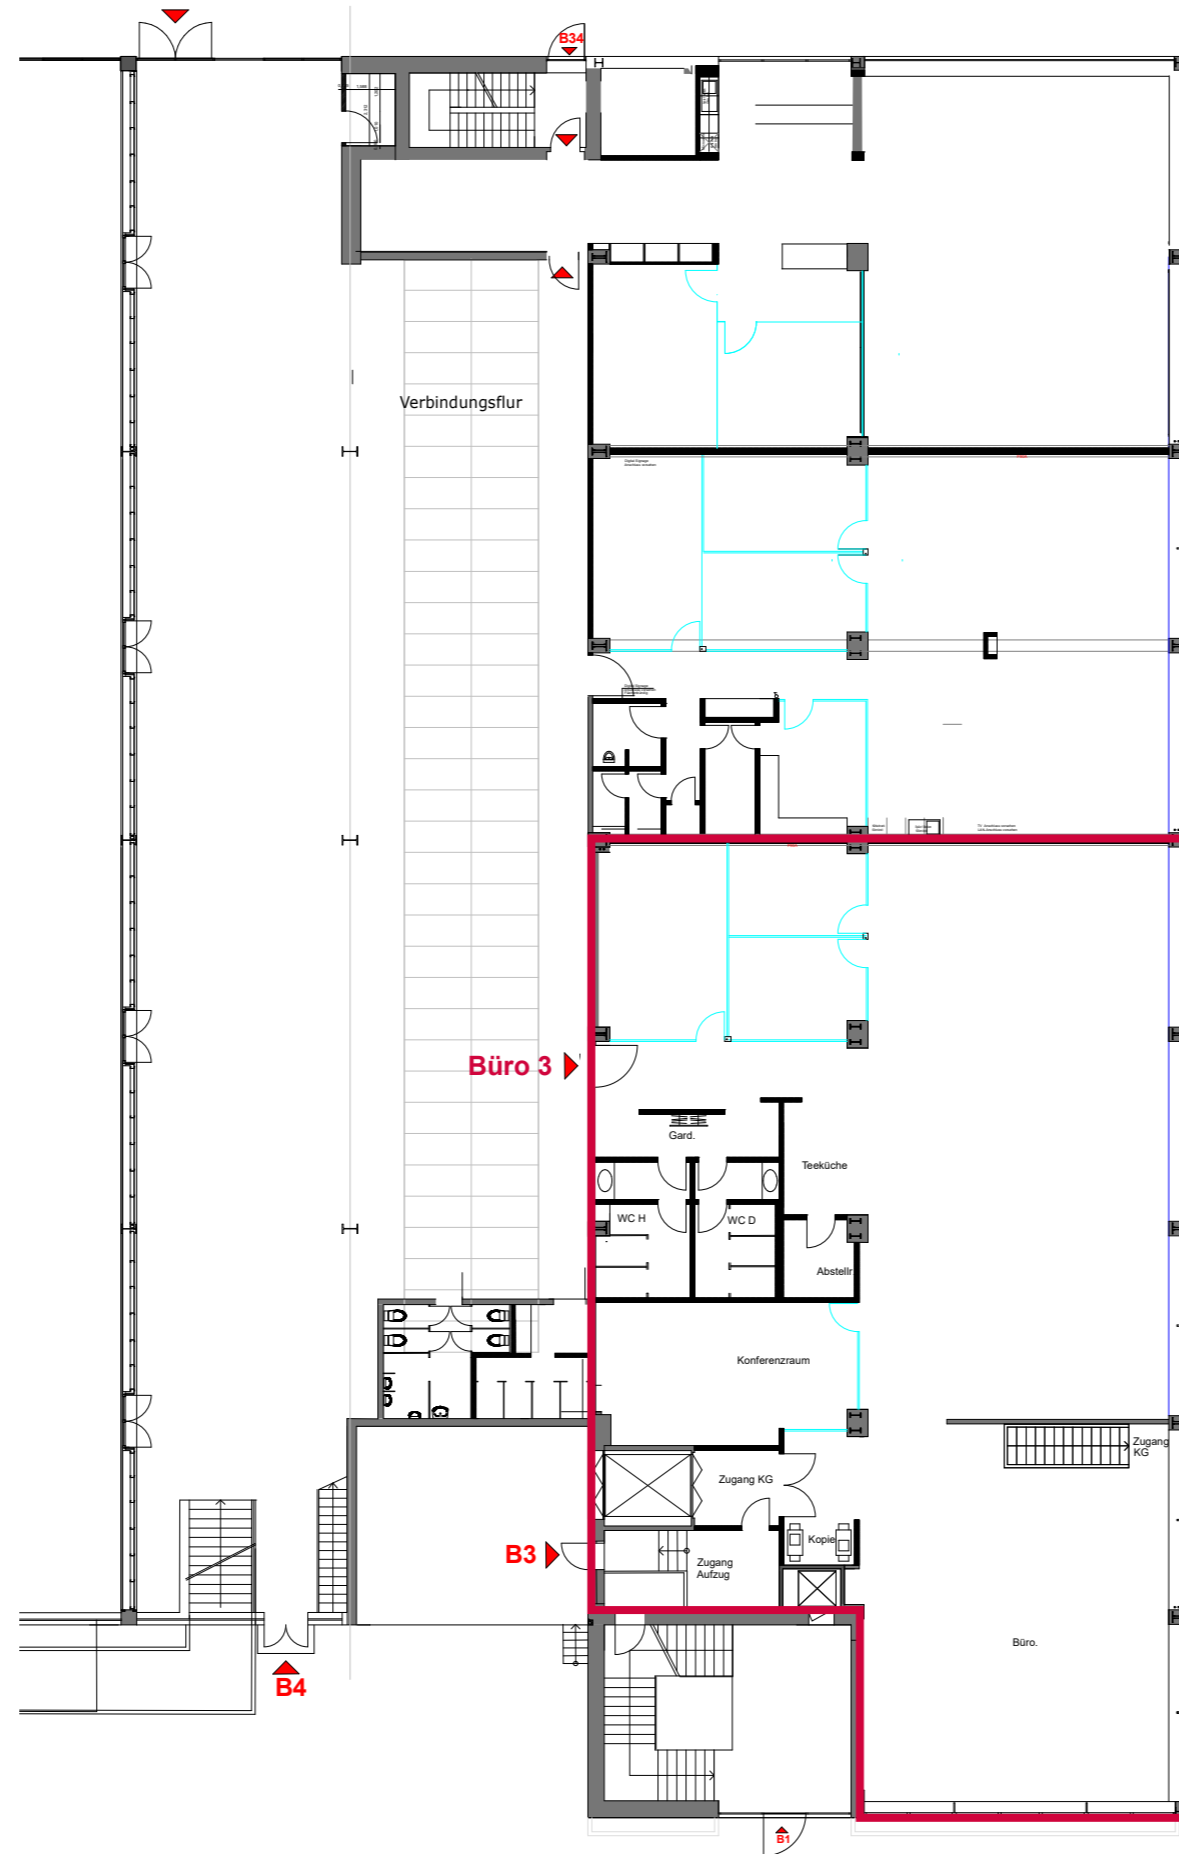 B34
Verbindungsflur
Büro 3
Gard.
Teeküche
WC H
WC D
Abstellr.
Konferenzraum
Zugang
KG
Zugang KG
Kopie
B3
Zugang
Aufzug
Büro.
B4
B1